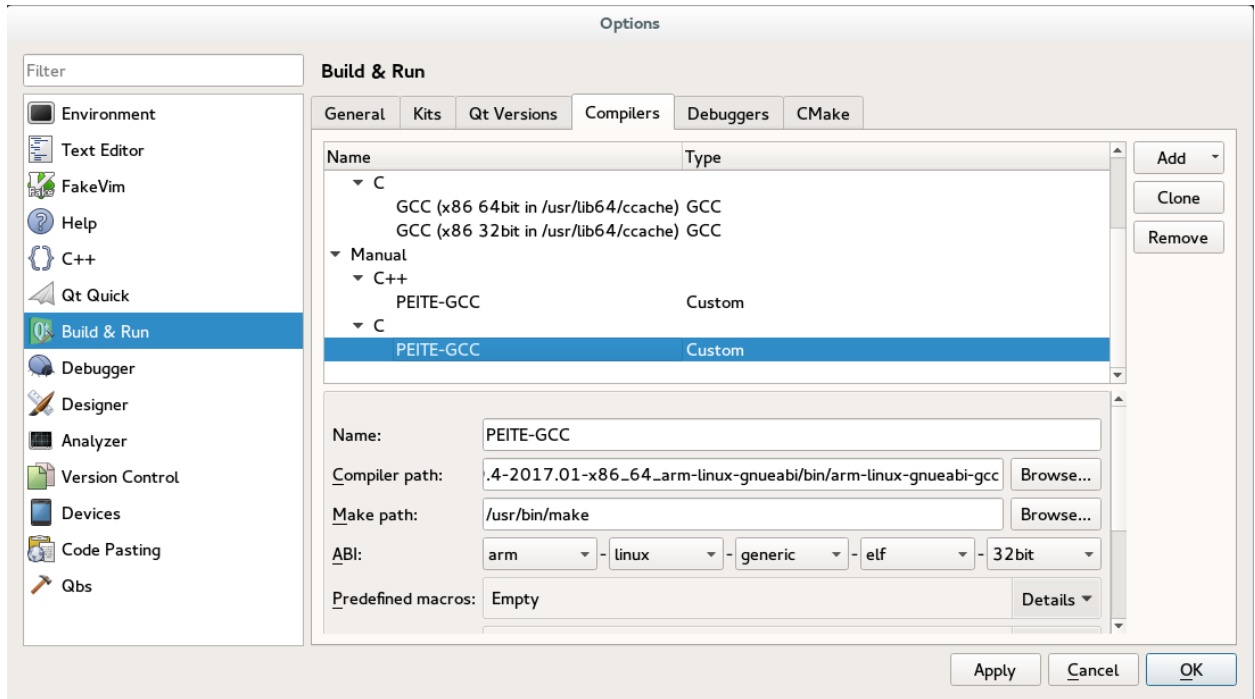 Options
Filter
Environment
Text Editor
FakeVim
Help
C++
Qt Quick
Build & Run
Debugger
Designer
Analyzer
Version Control
Devices
Code Pasting
Qbs
Build & Run
General Kits Qt Versions Compilers Debuggers CMake
Name Type
C
GCC (x86 64bit in /usr/lib64/ccache) GCC
GCC (x86 32bit in /usr/lib64/ccache) GCC
Manual
C++
PEITE-GCC Custom
C
PEITE-GCC Custom
Add
Clone
Remove
Name: PEITE-GCC
Compiler path: .4-2017.01-x86_64_arm-linux-gnueabi/bin/arm-linux-gnueabi-gcc Browse...
Make path: /usr/bin/make Browse...
ABI: arm - linux - generic - elf - 32bit
Predefined macros: Empty Details
Apply Cancel OK